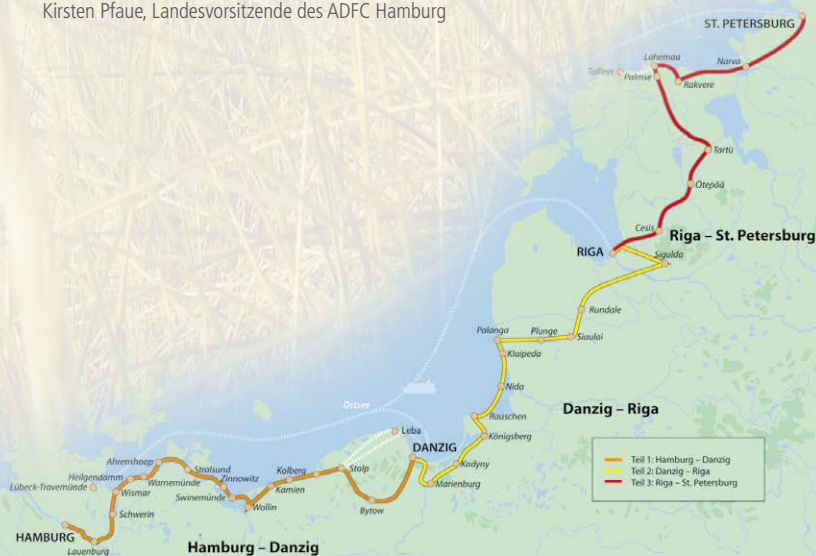 Kirsten Pfaue, Landesvorsitzende des ADFC Hamburg
ST. PETERSBURG
Lahemaa
Narva
Tallinn
Palmse
Rakvere
Tartu
Otepää
Cesis
Riga – St. Petersburg
RIGA
Sigulda
Rundale
Palanga
Plunge
Siaulai
Klaipeda
Nida
Ostsee
Rauschen
Danzig – Riga
Leba
DANZIG
Königsberg
Ahrenshoop
Stralsund
Kolberg
Stolp
Kadyny
Heiligendamm
Zinnowitz
Lübeck-Travemünde
Warnemünde
Kamien
Marienburg
Wismar
Swinemünde
Wollin
Bytow
Schwerin
HAMBURG
Lauenburg
Hamburg – Danzig
Teil 1: Hamburg – Danzig
Teil 2: Danzig – Riga
Teil 3: Riga – St. Petersburg